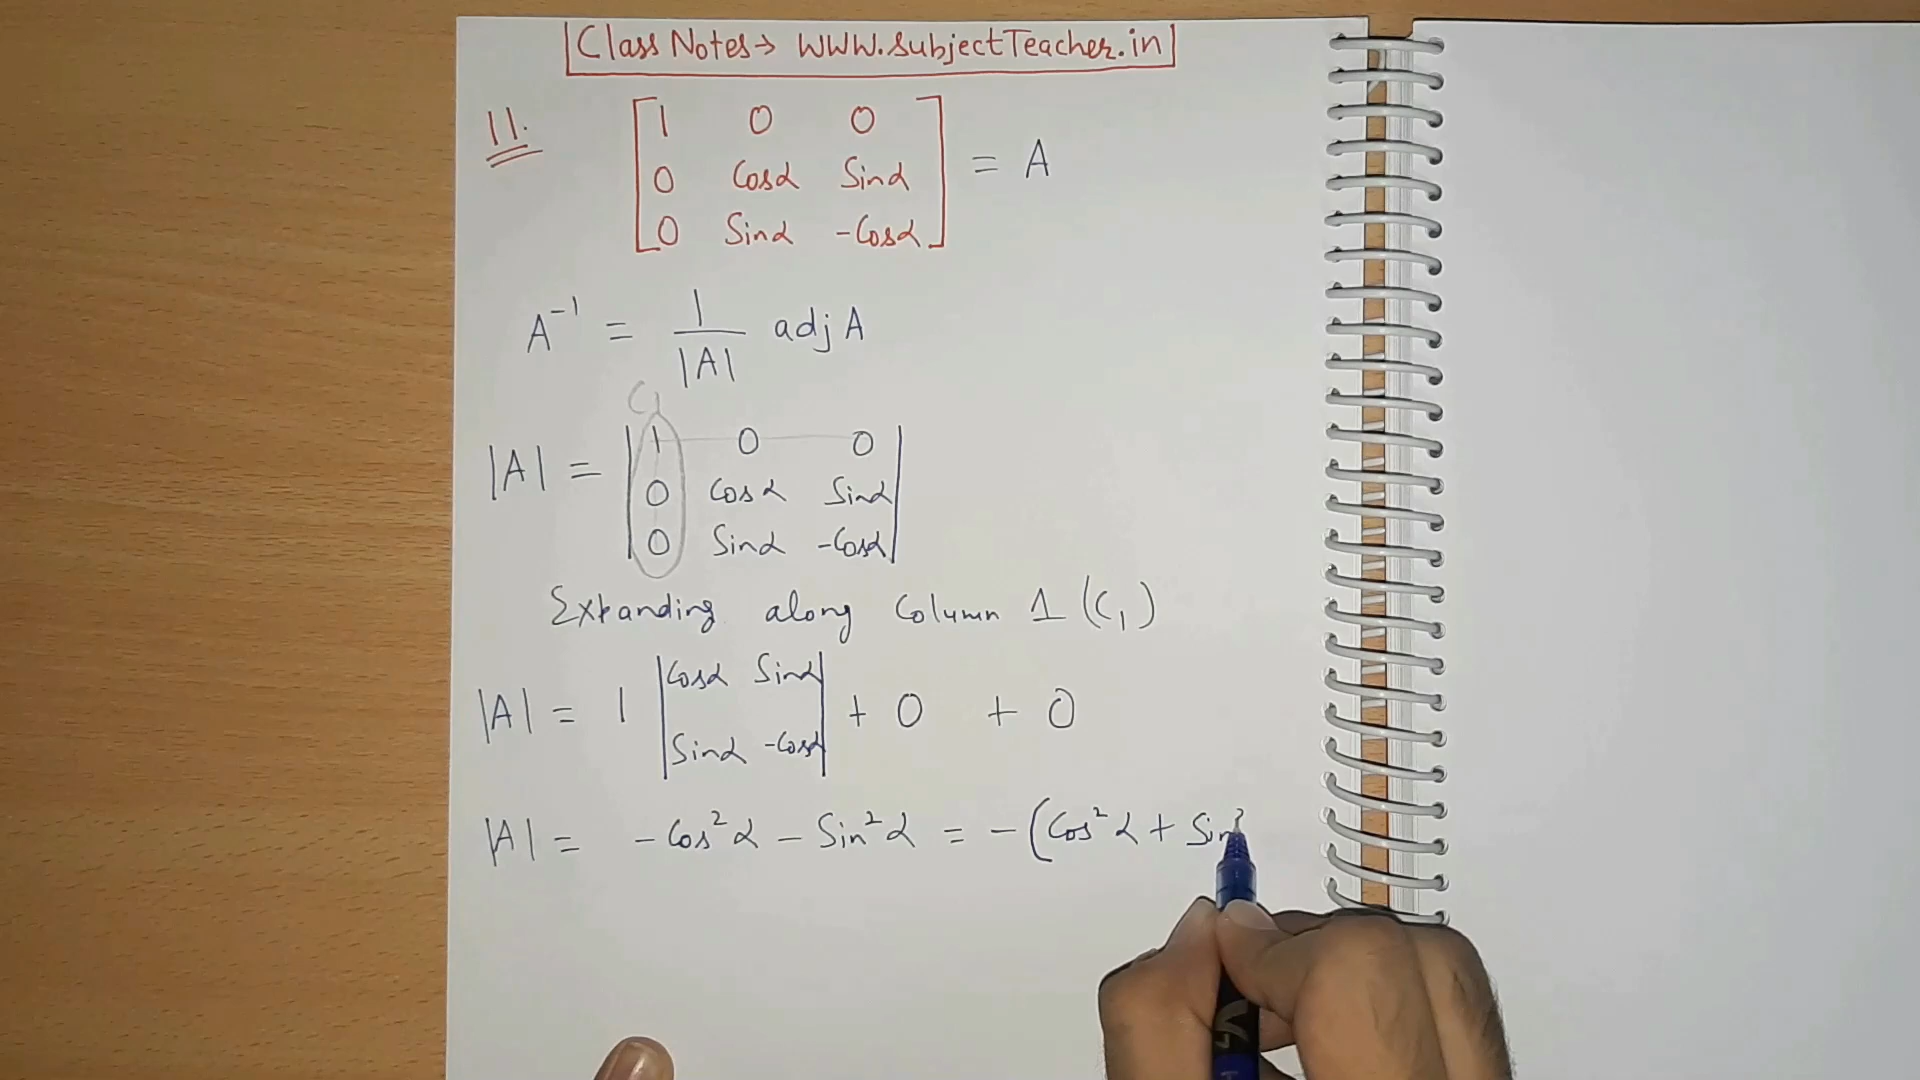 Class Notes → WWW.SubjectTeacher.in
11.
[1 0 0
0 Cosα Sinα = A
0 Sinα -Cosα]
A⁻¹ = 1/|A| adj A
C₁
|A| = |1 0 0
0 Cosα Sinα
0 Sinα -Cosα|
Expanding along Column 1 (C₁)
|A| = 1 |Cosα Sinα + 0 + 0
Sinα -Cosα|
|A| = -Cos²α - Sin²α = -(Cos²α + Sin²